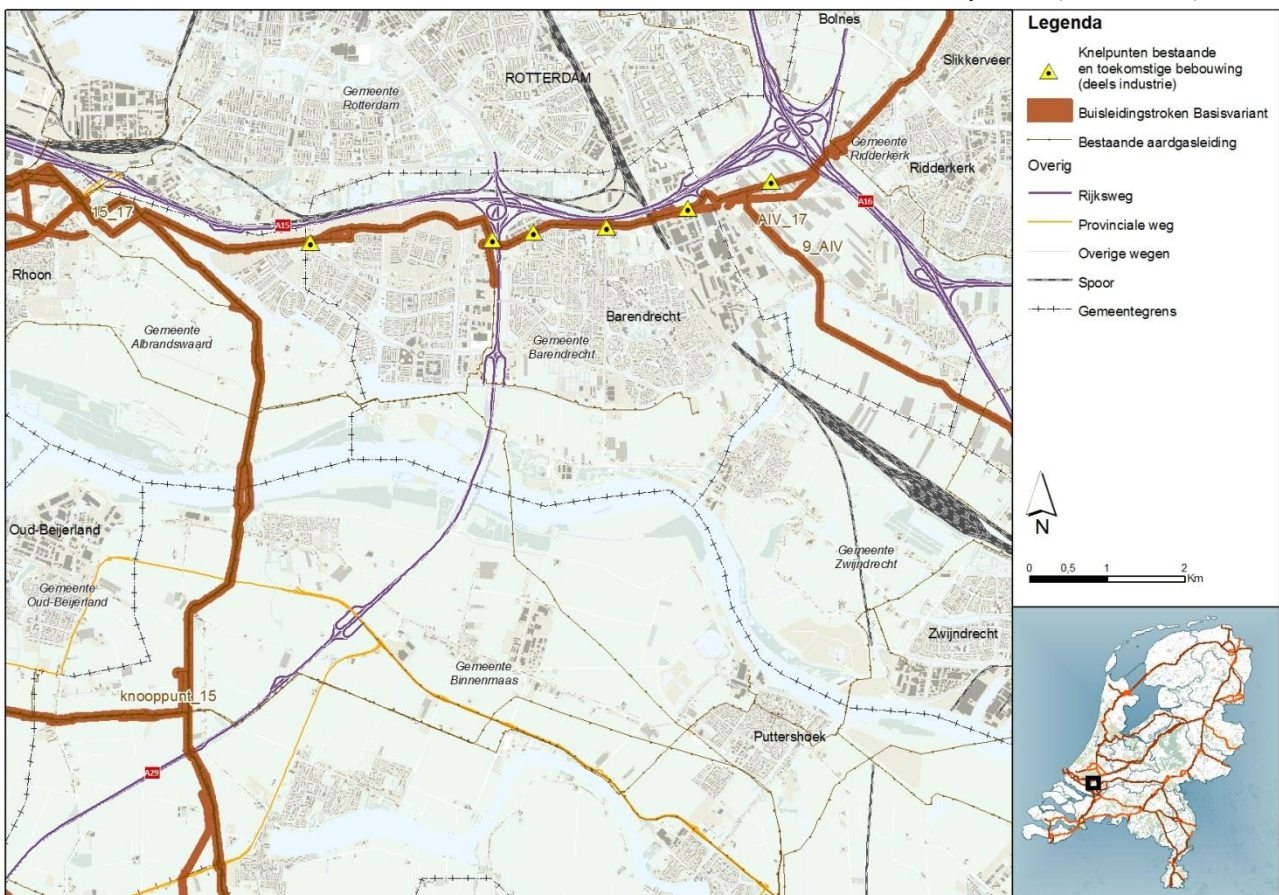 Bolnes
Slikkerveer
ROTTERDAM
Gemeente
Rotterdam
Gemeente
Ridderkerk
Ridderkerk
15_17
A15
AIV_17
A16
9_AIV
Rhoon
Barendrecht
Gemeente
Albrandswaard
Gemeente
Barendrecht
Oud-Beijerland
Gemeente
Oud-Beijerland
Gemeente
Zwijndrecht
Zwijndrecht
Gemeente
Binnenmaas
knooppunt_15
Puttershoek
A29
Legenda
Knelpunten bestaande
en toekomstige bebouwing
(deels industrie)
Buisleidingstroken Basisvariant
Bestaande aardgasleiding
Overig
Rijksweg
Provinciale weg
Overige wegen
Spoor
Gemeentegrens
N
0 0,5 1 2
Km